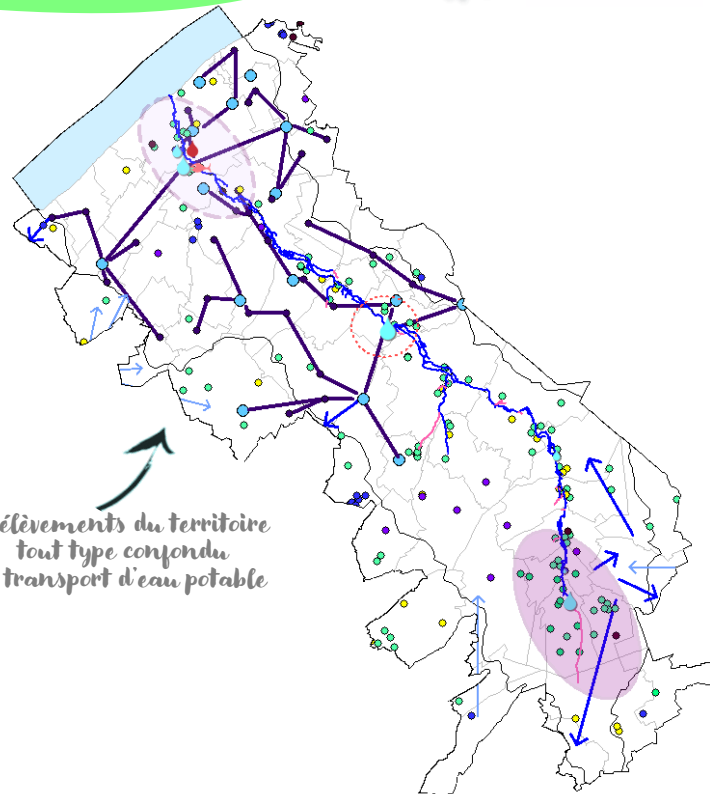 élèvements du territoire
tout type confondu
transport d'eau potable